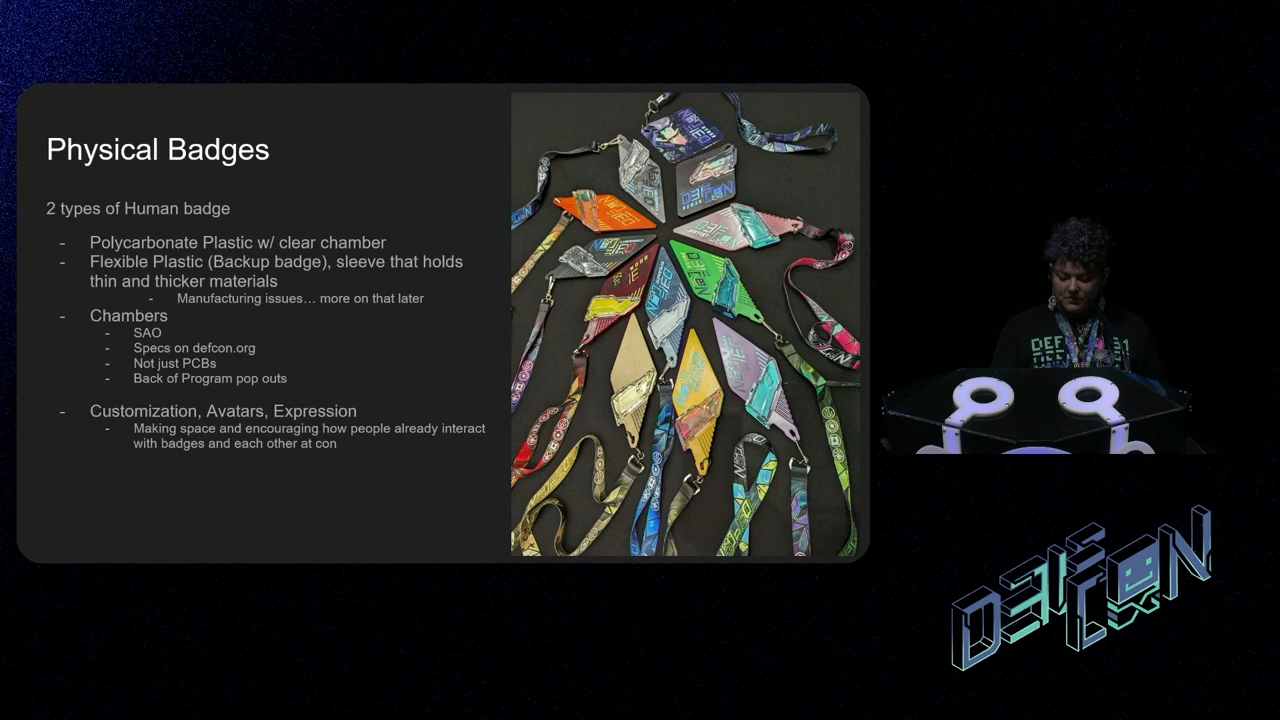 Physical Badges
2 types of Human badge
- Polycarbonate Plastic w/ clear chamber
- Flexible Plastic (Backup badge), sleeve that holds
thin and thicker materials
- Manufacturing issues… more on that later
- Chambers
- SAO
- Specs on defcon.org
- Not just PCBs
- Back of Program pop outs
- Customization, Avatars, Expression
- Making space and encouraging how people already interact
with badges and each other at con
DEF CON